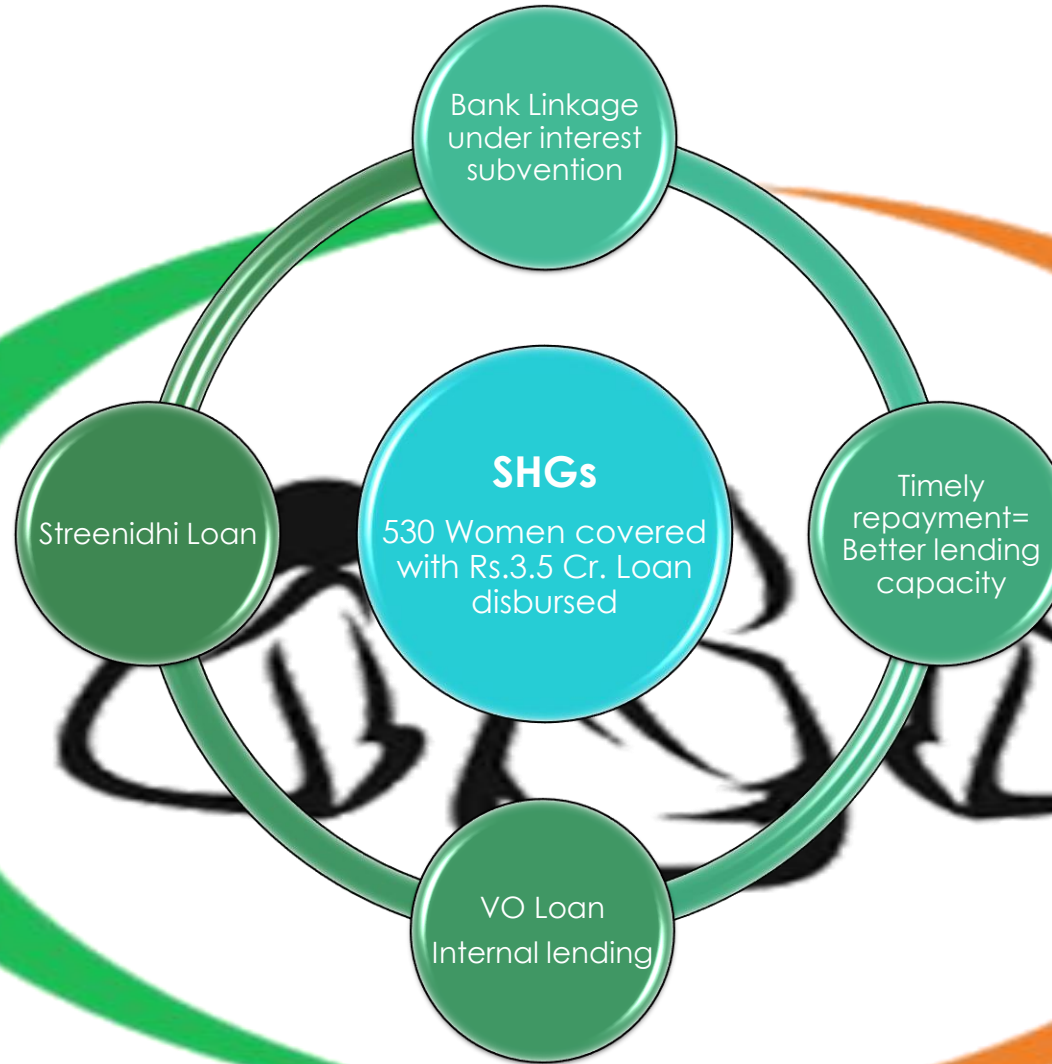 Bank Linkage
under interest
subvention
SHGs
530 Women covered
with Rs.3.5 Cr. Loan
disbursed
Timely
repayment=
Better lending
capacity
Streenidhi Loan
VO Loan
Internal lending